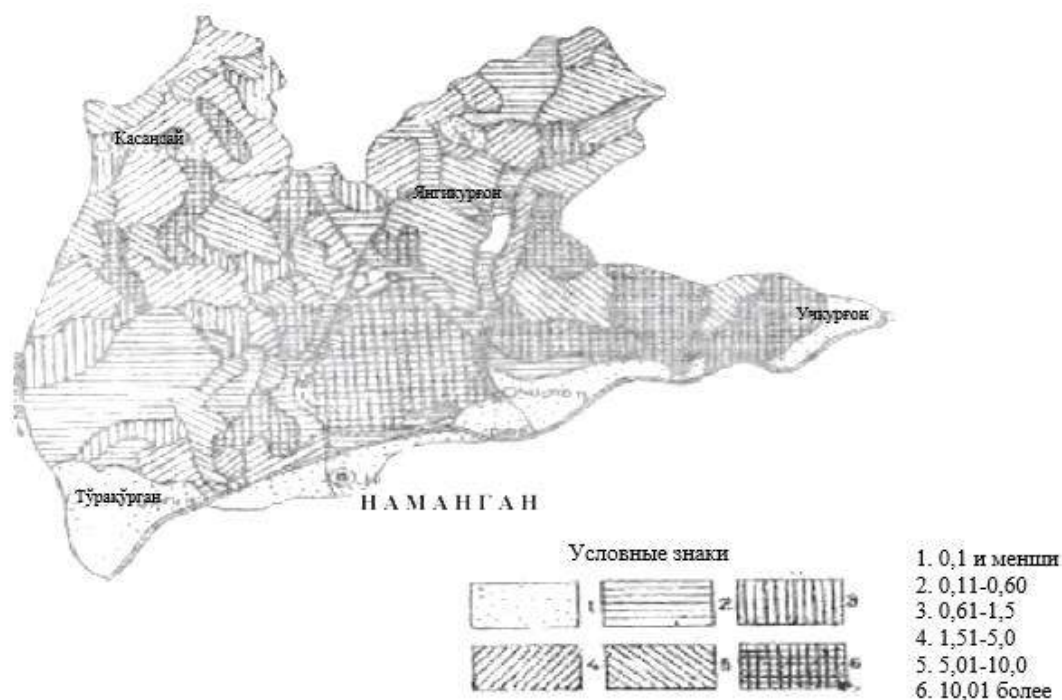 Касансай
Янгикурғон
Учкурғон
Тўрақўрган
НАМАНГАН
Условные знаки
1
2
3
4
5
6
1. 0,1 и менши
2. 0,11-0,60
3. 0,61-1,5
4. 1,51-5,0
5. 5,01-10,0
6. 10,01 более